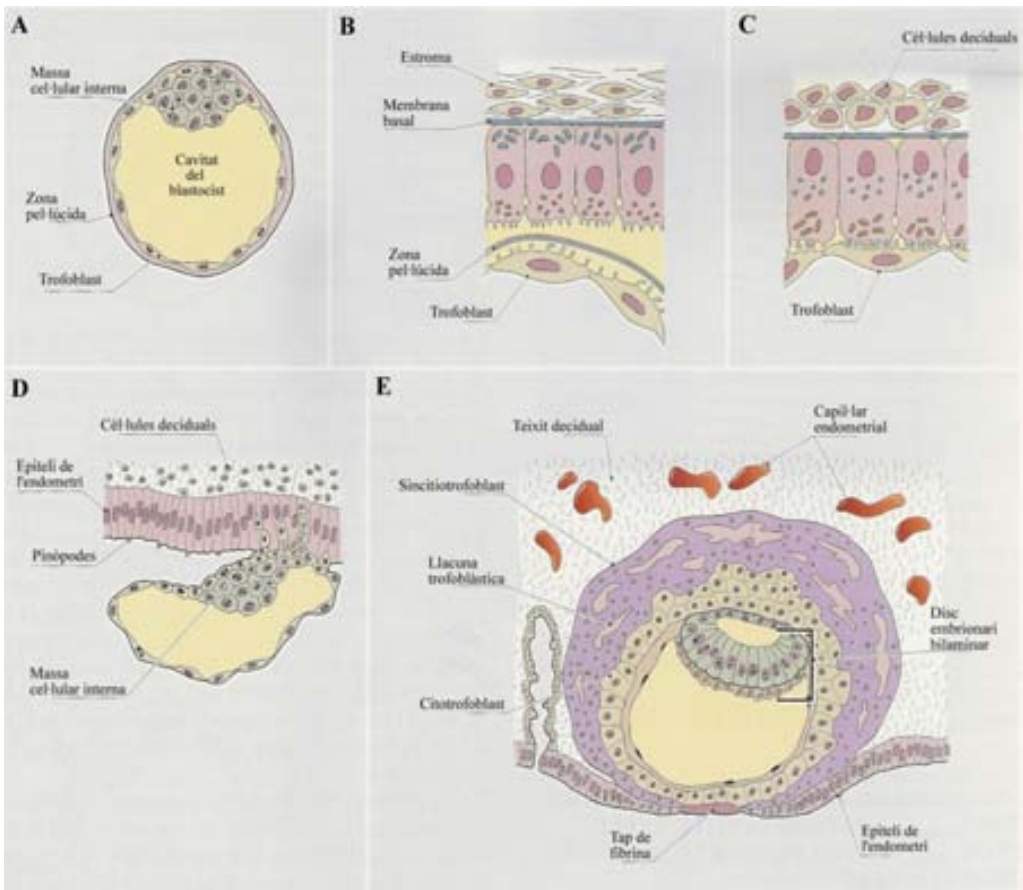 A
Massa
cel·lular interna
Cavitat
del
blastocist
Zona
pel·lúcida
Trofoblast
B
Estroma
Membrana
basal
Zona
pel·lúcida
Trofoblast
C
Cèl·lules deciduals
Trofoblast
D
Cèl·lules deciduals
Epiteli de
l'endometri
Pinòpodes
Massa
cel·lular interna
E
Teixit decidual
Capil·lar
endometrial
Sincitiotrofoblast
Llacuna
trofoblàstica
Disc
embrionari
bilaminar
Citotrofoblast
Tap de
fibrina
Epiteli de
l'endometri